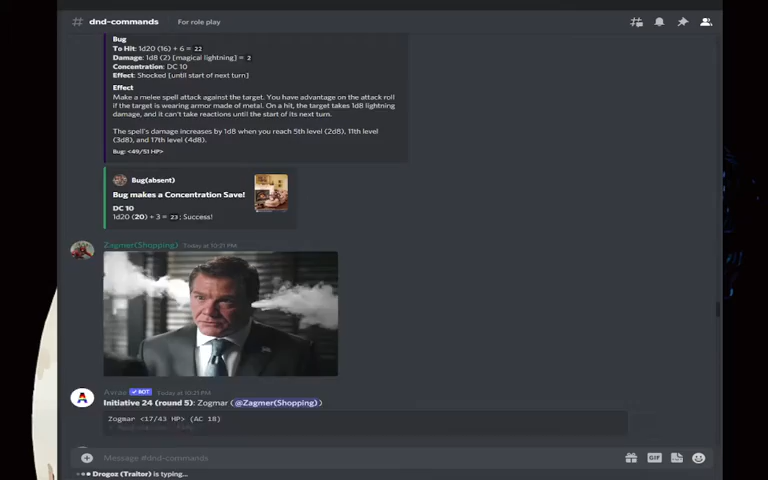 # dnd-commands For role play
Bug
To Hit: 1d20 (16) + 6 = 22
Damage: 1d8 (2) [magical lightning] = 2
Concentration: DC 10
Effect: Shocked [until start of next turn]
Effect
Make a melee spell attack against the target. You have advantage on the attack roll
if the target is wearing armor made of metal. On a hit, the target takes 1d8 lightning
damage, and it can't take reactions until the start of its next turn.
The spell's damage increases by 1d8 when you reach 5th level (2d8), 11th level
(3d8), and 17th level (4d8).
Bug: <49/51 HP>
Bug(absent)
Bug makes a Concentration Save!
DC 10
1d20 (20) + 3 = 23; Success!
Zagmer(Shopping) Today at 10:21 PM
Avrae BOT Today at 10:21 PM
Initiative 24 (round 5): Zogmar (@Zagmer(Shopping))
Zogmar <17/43 HP> (AC 18)
Message #dnd-commands
GIF
Drogoz (Traitor) is typing...